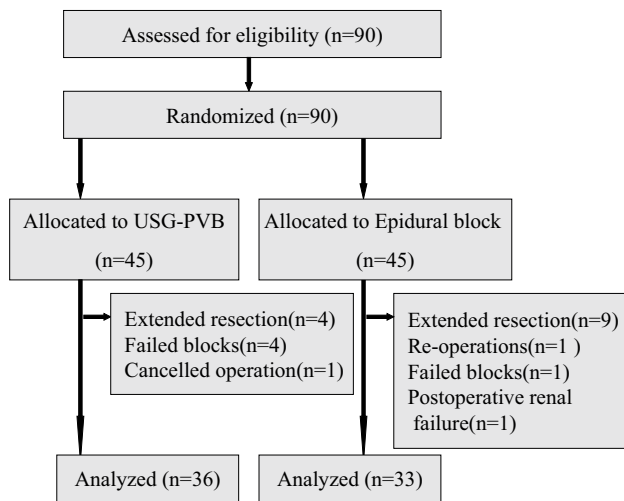 Assessed for eligibility (n=90)
Randomized (n=90)
Allocated to USG-PVB
(n=45)
Allocated to Epidural block
(n=45)
Extended resection(n=4)
Failed blocks(n=4)
Cancelled operation(n=1)
Extended resection(n=9)
Re-operations(n=1 )
Failed blocks(n=1)
Postoperative renal
failure(n=1)
Analyzed (n=36)
Analyzed (n=33)